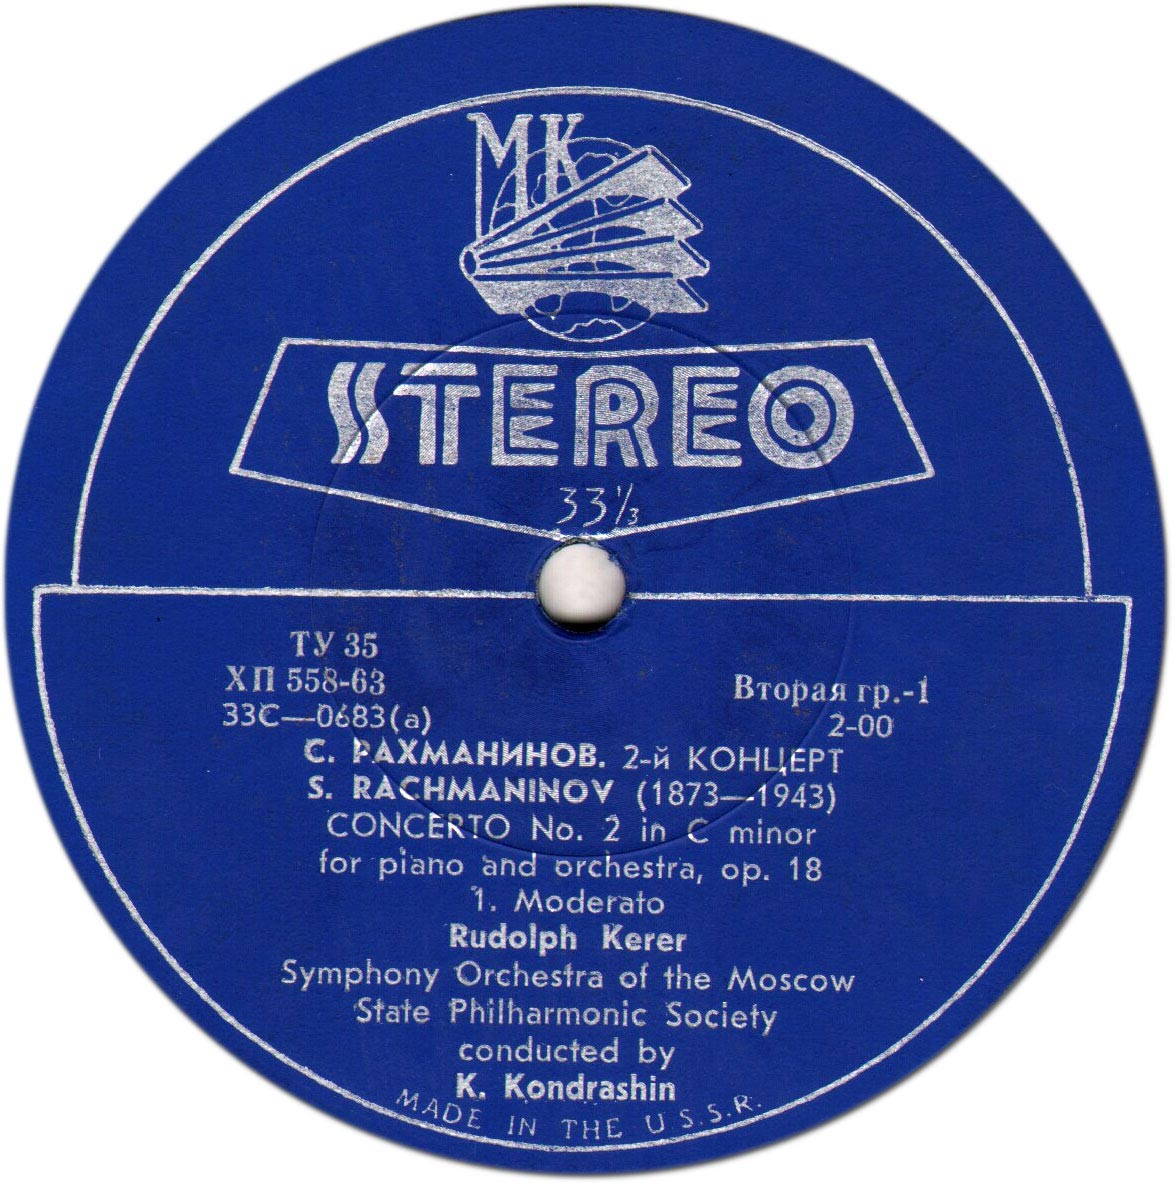 МК
STEREO
33⅓
ТУ 35
ХП 558-63
33С—0683(а)
Вторая гр.-1
2-00
С. РАХМАНИНОВ. 2-й КОНЦЕРТ
S. RACHMANINOV (1873—1943)
CONCERTO No. 2 in C minor
for piano and orchestra, op. 18
1. Moderato
Rudolph Kerer
Symphony Orchestra of the Moscow
State Philharmonic Society
conducted by
K. Kondrashin
MADE IN THE U.S.S.R.